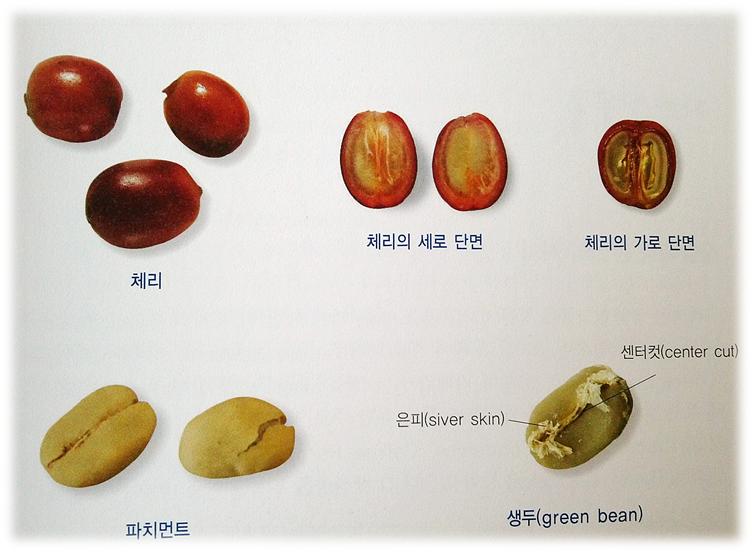 체리
체리의 세로 단면
체리의 가로 단면
센터컷(center cut)
은피(siver skin)
파치먼트
생두(green bean)